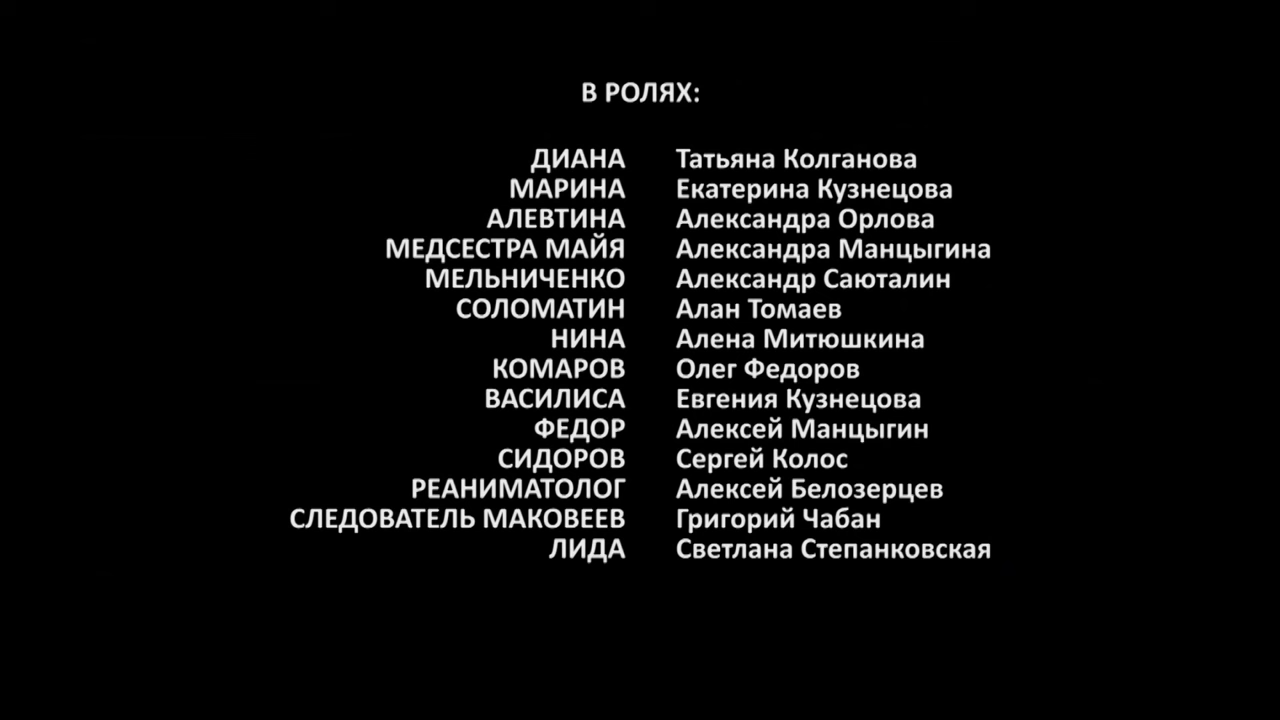 В РОЛЯХ:
ДИАНА Татьяна Колганова
МАРИНА Екатерина Кузнецова
АЛЕВТИНА Александра Орлова
МЕДСЕСТРА МАЙЯ Александра Манцыгина
МЕЛЬНИЧЕНКО Александр Саюталин
СОЛОМАТИН Алан Томаев
НИНА Алена Митюшкина
КОМАРОВ Олег Федоров
ВАСИЛИСА Евгения Кузнецова
ФЕДОР Алексей Манцыгин
СИДОРОВ Сергей Колос
РЕАНИМАТОЛОГ Алексей Белозерцев
СЛЕДОВАТЕЛЬ МАКОВЕЕВ Григорий Чабан
ЛИДА Светлана Степанковская